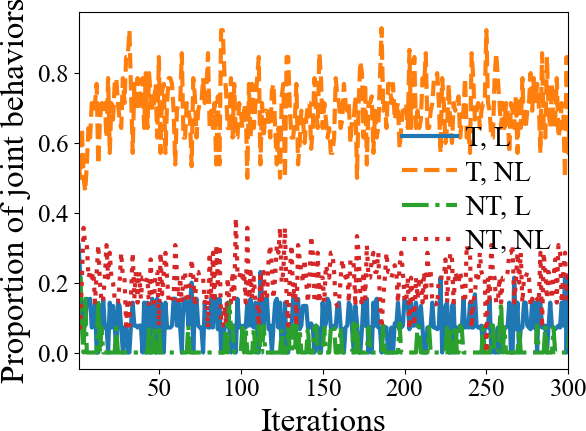 Proportion of joint behaviors
0.8
0.6
0.4
0.2
0.0
T, L
T, NL
NT, L
NT, NL
50 100 150 200 250 300
Iterations